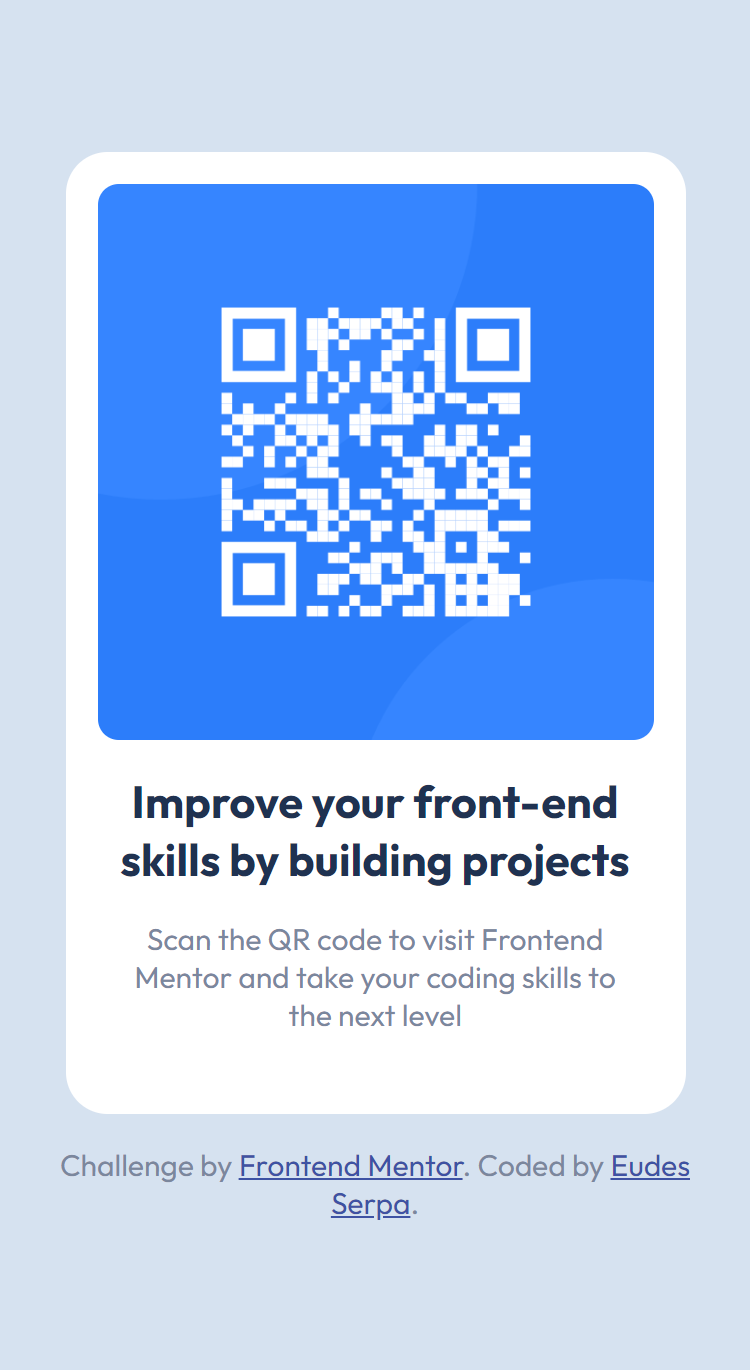 Improve your front-end
skills by building projects
Scan the QR code to visit Frontend
Mentor and take your coding skills to
the next level
Challenge by Frontend Mentor. Coded by Eudes
Serpa.